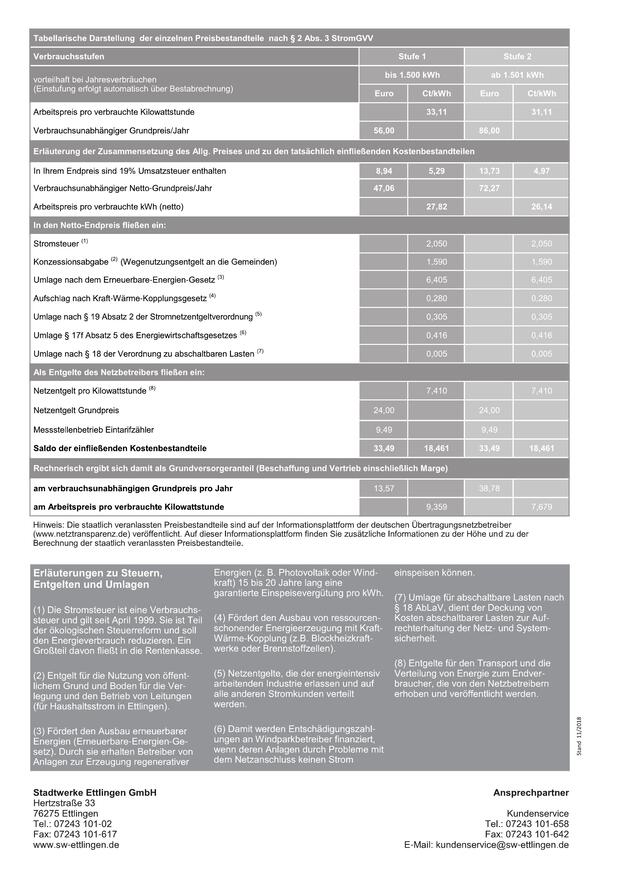 Tabellarische Darstellung der einzelnen Preisbestandteile nach § 2 Abs. 3 StromGVV
Verbrauchsstufen Stufe 1 Stufe 2
vorteilhaft bei Jahresverbräuchen
(Einstufung erfolgt automatisch über Bestabrechnung)
bis 1.500 kWh ab 1.501 kWh
Euro Ct/kWh Euro Ct/kWh
Arbeitspreis pro verbrauchte Kilowattstunde 33,11 31,11
Verbrauchsunabhängiger Grundpreis/Jahr 56,00 86,00
Erläuterung der Zusammensetzung des Allg. Preises und zu den tatsächlich einfließenden Kostenbestandteilen
In Ihrem Endpreis sind 19% Umsatzsteuer enthalten 8,94 5,29 13,73 4,97
Verbrauchsunabhängiger Netto-Grundpreis/Jahr 47,06 72,27
Arbeitspreis pro verbrauchte kWh (netto) 27,82 26,14
In den Netto-Endpreis fließen ein:
Stromsteuer (1) 2,050 2,050
Konzessionsabgabe (2) (Wegenutzungsentgelt an die Gemeinden) 1,590 1,590
Umlage nach dem Erneuerbare-Energien-Gesetz (3) 6,405 6,405
Aufschlag nach Kraft-Wärme-Kopplungsgesetz (4) 0,280 0,280
Umlage nach § 19 Absatz 2 der Stromnetzentgeltverordnung (5) 0,305 0,305
Umlage § 17f Absatz 5 des Energiewirtschaftsgesetzes (6) 0,416 0,416
Umlage nach § 18 der Verordnung zu abschaltbaren Lasten (7) 0,005 0,005
Als Entgelte des Netzbetreibers fließen ein:
Netzentgelt pro Kilowattstunde (8) 7,410 7,410
Netzentgelt Grundpreis 24,00 24,00
Messstellenbetrieb Eintarifzähler 9,49 9,49
Saldo der einfließenden Kostenbestandteile 33,49 18,461 33,49 18,461
Rechnerisch ergibt sich damit als Grundversorgeranteil (Beschaffung und Vertrieb einschließlich Marge)
am verbrauchsunabhängigen Grundpreis pro Jahr 13,57 38,78
am Arbeitspreis pro verbrauchte Kilowattstunde 9,359 7,679
Hinweis: Die staatlich veranlassten Preisbestandteile sind auf der Informationsplattform der deutschen Übertragungsnetzbetreiber
(www.netztransparenz.de) veröffentlicht. Auf dieser Informationsplattform finden Sie zusätzliche Informationen zu der Höhe und zu der
Berechnung der staatlich veranlassten Preisbestandteile.
Erläuterungen zu Steuern,
Entgelten und Umlagen
(1) Die Stromsteuer ist eine Verbrauchs-
steuer und gilt seit April 1999. Sie ist Teil
der ökologischen Steuerreform und soll
den Energieverbrauch reduzieren. Ein
Großteil davon fließt in die Rentenkasse.
(2) Entgelt für die Nutzung von öffent-
lichem Grund und Boden für die Ver-
legung und den Betrieb von Leitungen
(für Haushaltsstrom in Ettlingen).
(3) Fördert den Ausbau erneuerbarer
Energien (Erneuerbare-Energien-Ge-
setz). Durch sie erhalten Betreiber von
Anlagen zur Erzeugung regenerativer
Energien (z. B. Photovoltaik oder Wind-
kraft) 15 bis 20 Jahre lang eine
garantierte Einspeisevergütung pro kWh.
(4) Fördert den Ausbau von ressourcen-
schonender Energieerzeugung mit Kraft-
Wärme-Kopplung (z.B. Blockheizkraft-
werke oder Brennstoffzellen).
(5) Netzentgelte, die der energieintensiv
arbeitenden Industrie erlassen und auf
alle anderen Stromkunden verteilt
werden.
(6) Damit werden Entschädigungszahl-
ungen an Windparkbetreiber finanziert,
wenn deren Anlagen durch Probleme mit
dem Netzanschluss keinen Strom
einspeisen können.
(7) Umlage für abschaltbare Lasten nach
§ 18 AbLaV, dient der Deckung von
Kosten abschaltbarer Lasten zur Auf-
rechterhaltung der Netz- und System-
sicherheit.
(8) Entgelte für den Transport und die
Verteilung von Energie zum Endver-
braucher, die von den Netzbetreibern
erhoben und veröffentlicht werden.
Stand 11/2018
Stadtwerke Ettlingen GmbH
Hertzstraße 33
76275 Ettlingen
Tel.: 07243 101-02
Fax: 07243 101-617
www.sw-ettlingen.de
Ansprechpartner
Kundenservice
Tel.: 07243 101-658
Fax: 07243 101-642
E-Mail: kundenservice@sw-ettlingen.de